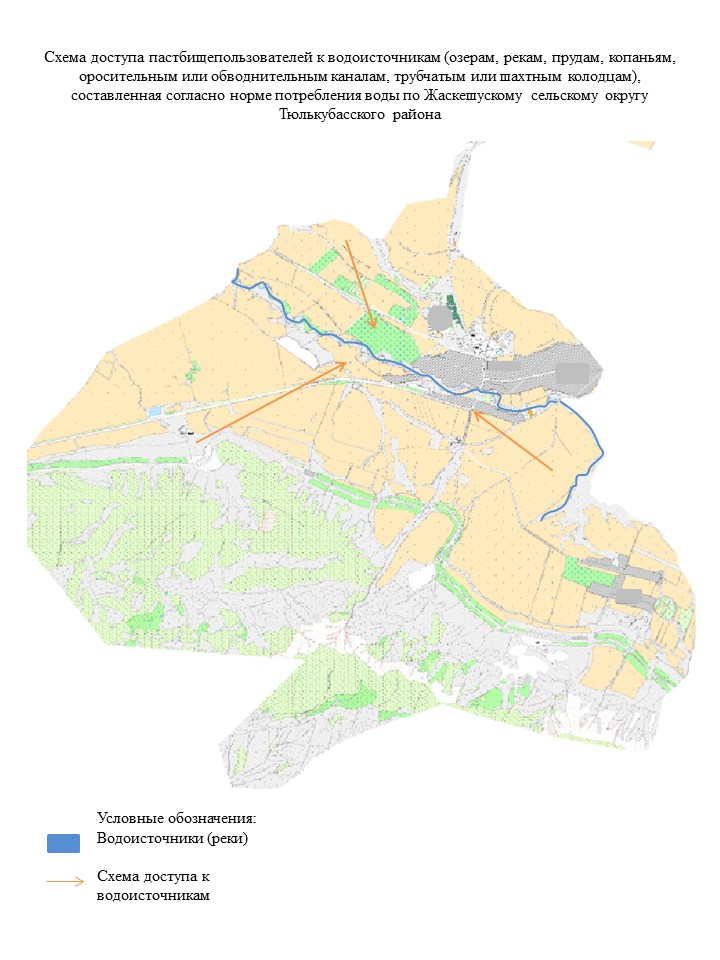 Схема доступа пастбищепользователей к водоисточникам (озерам, рекам, прудам, копаньям,
оросительным или обводнительным каналам, трубчатым или шахтным колодцам),
составленная согласно норме потребления воды по Жаскешускому сельскому округу
Тюлькубасского района
Условные обозначения:
Водоисточники (реки)
Схема доступа к
водоисточникам